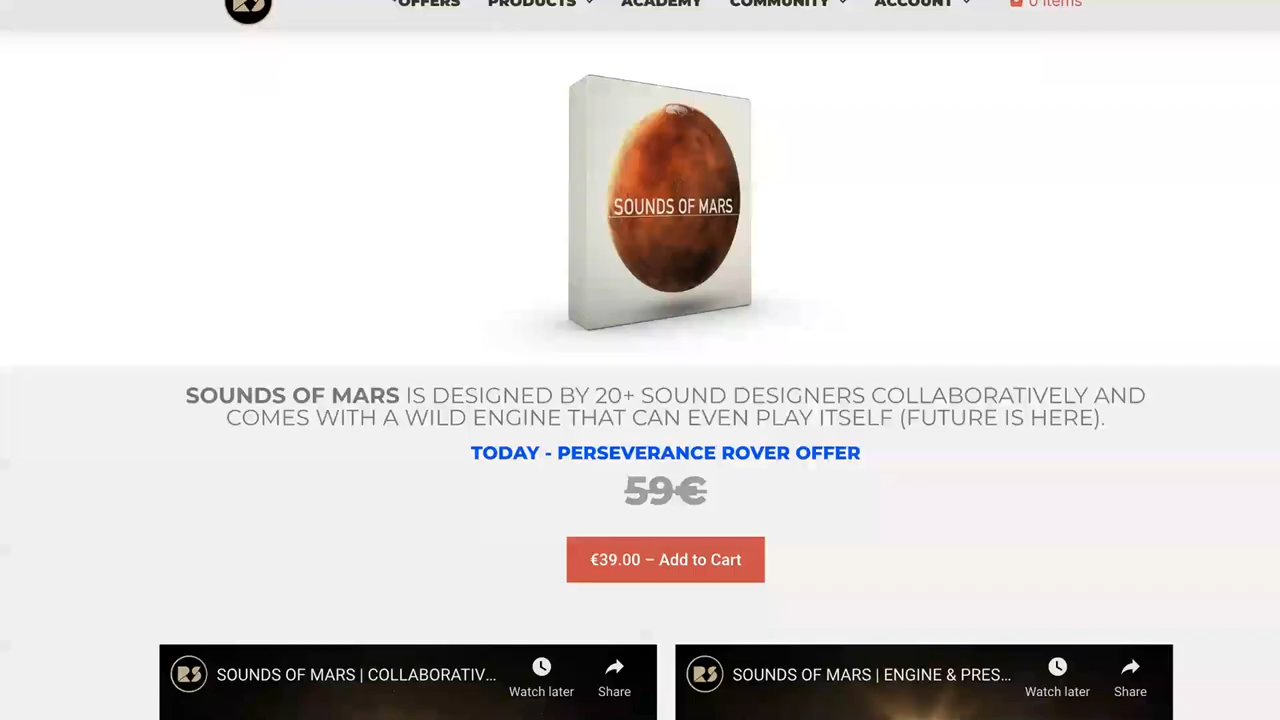 RS
*OFFERS PRODUCTS ACADEMY COMMUNITY ACCOUNT 0 items
SOUNDS OF MARS
SOUNDS OF MARS IS DESIGNED BY 20+ SOUND DESIGNERS COLLABORATIVELY AND
COMES WITH A WILD ENGINE THAT CAN EVEN PLAY ITSELF (FUTURE IS HERE).
TODAY - PERSEVERANCE ROVER OFFER
59€
€39.00 – Add to Cart
RS SOUNDS OF MARS | COLLABORATIV... Watch later Share
RS SOUNDS OF MARS | ENGINE & PRES... Watch later Share